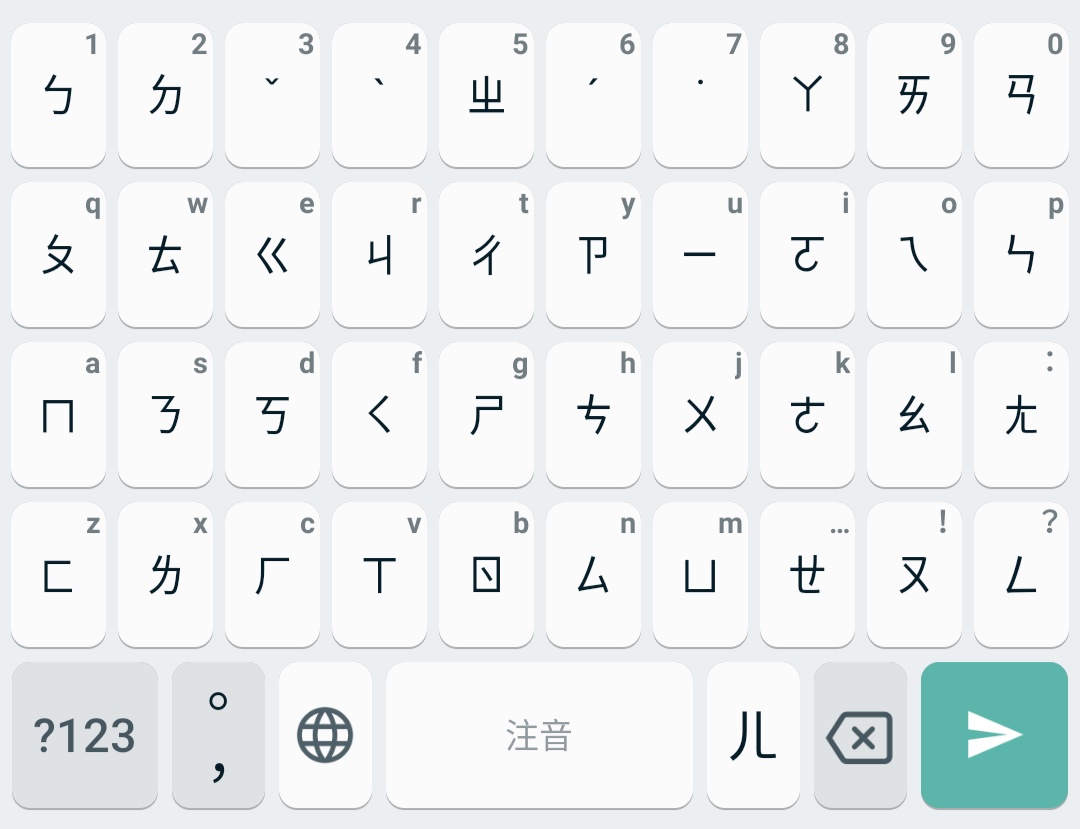 1 2 3 4 5 6 7 8 9 0
ㄅ ㄉ ˇ ˋ ㄓ ˊ ˙ ㄚ ㄞ ㄢ
q w e r t y u i o p
ㄆ ㄊ ㄍ ㄐ ㄔ ㄗ ㄧ ㄛ ㄟ ㄣ
a s d f g h j k l :
ㄇ ㄋ ㄎ ㄑ ㄕ ㄘ ㄨ ㄜ ㄠ ㄤ
z x c v b n m … ! ?
ㄈ ㄌ ㄏ ㄒ ㄖ ㄙ ㄩ ㄝ ㄡ ㄥ
?123 。 , 注音 ㄦ